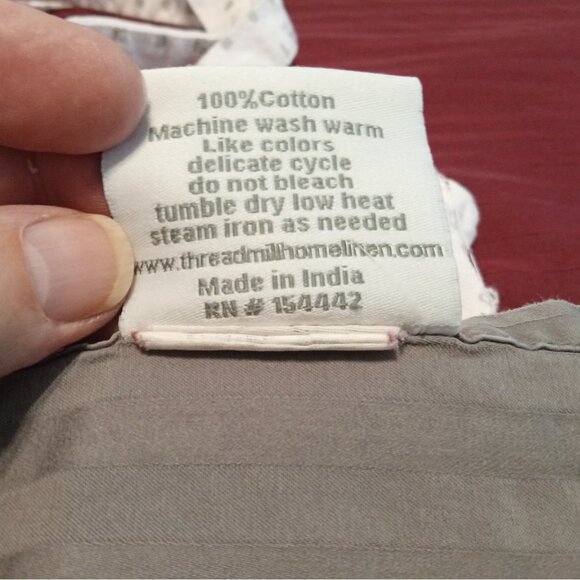 100%Cotton
Machine wash warm
Like colors
delicate cycle
do not bleach
tumble dry low heat
steam iron as needed
www.threadmillhomelinen.com
Made in India
RN # 154442